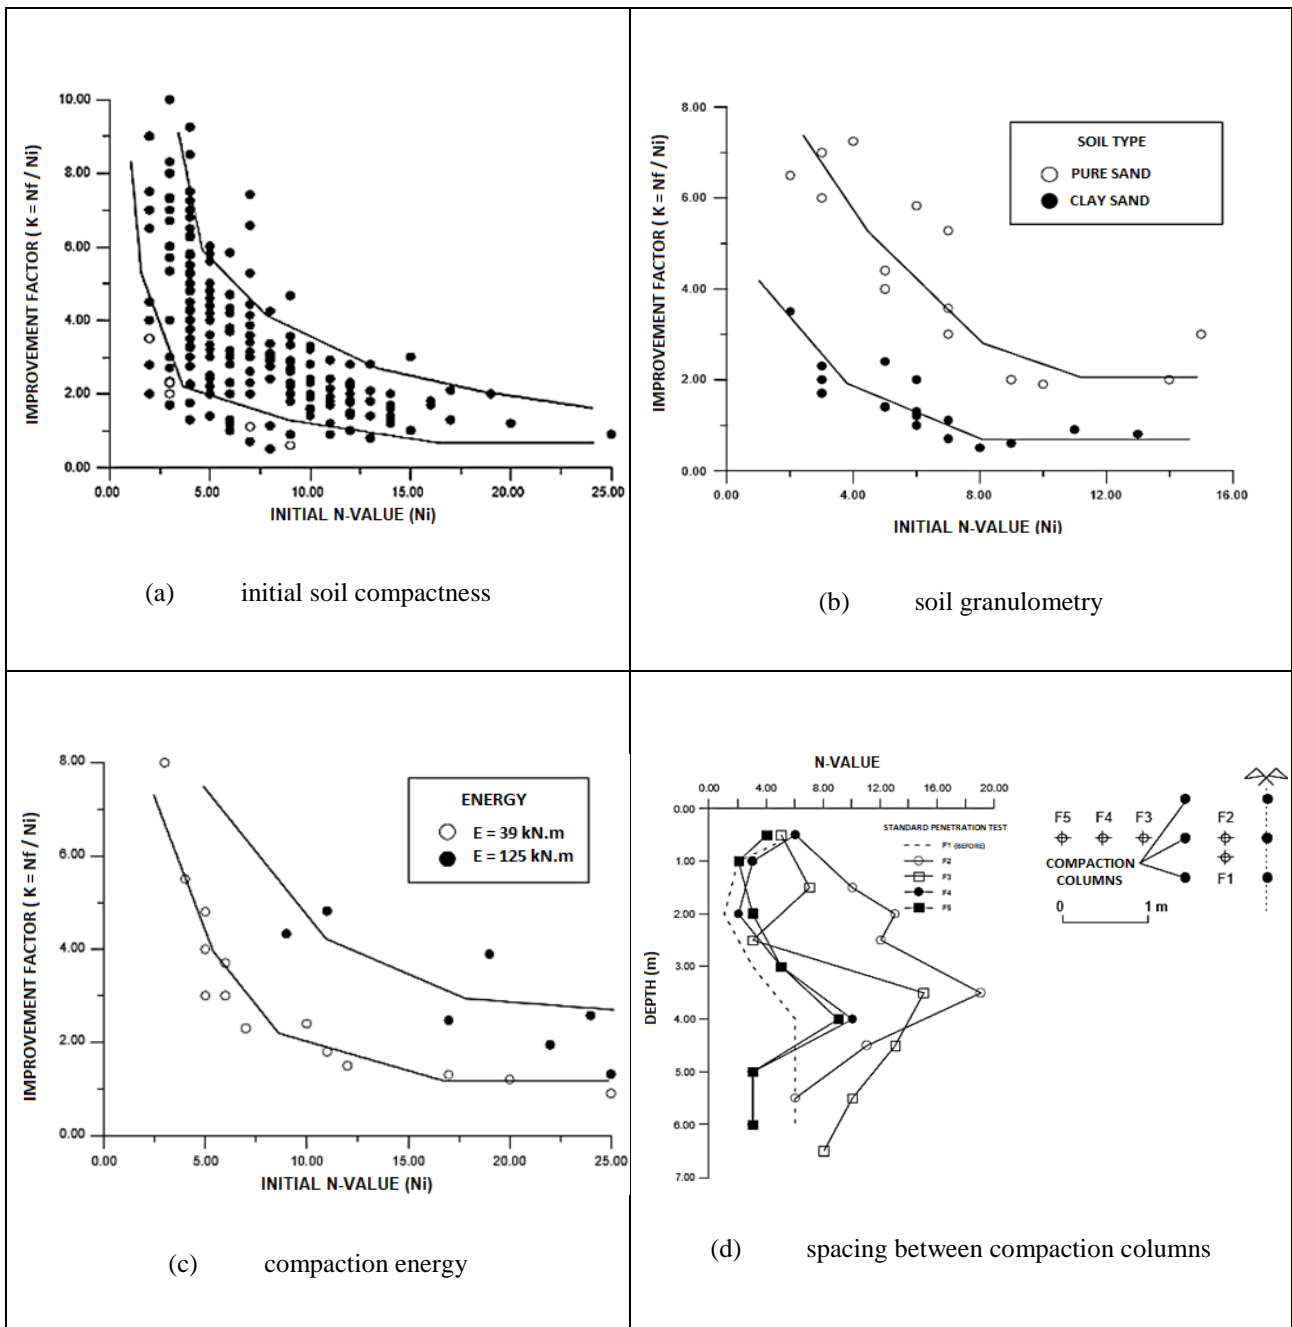 10.00
8.00
6.00
4.00
2.00
0.00
IMPROVEMENT FACTOR ( K = Nf / Ni)
0.00 5.00 10.00 15.00 20.00 25.00
INITIAL N-VALUE (Ni)
(a) initial soil compactness
8.00
6.00
4.00
2.00
0.00
IMPROVEMENT FACTOR ( K = Nf / Ni)
SOIL TYPE
PURE SAND
CLAY SAND
0.00 4.00 8.00 12.00 16.00
INITIAL N-VALUE (Ni)
(b) soil granulometry
8.00
6.00
4.00
2.00
0.00
IMPROVEMENT FACTOR ( K = Nf / Ni)
ENERGY
E = 39 kN.m
E = 125 kN.m
0.00 5.00 10.00 15.00 20.00 25.00
INITIAL N-VALUE (Ni)
(c) compaction energy
N-VALUE
0.00 4.00 8.00 12.00 16.00 20.00
0.00
1.00
2.00
3.00
4.00
5.00
6.00
7.00
DEPTH (m)
STANDARD PENETRATION TEST
F1 (BEFORE)
F2
F3
F4
F5
F5 F4 F3 F2
COMPACTION
COLUMNS
F1
0 1 m
(d) spacing between compaction columns